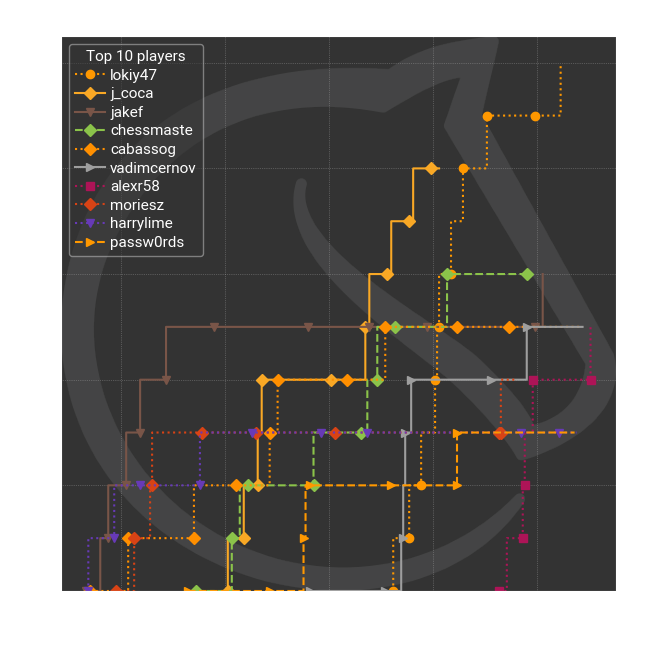 Top 10 players
lokiy47
j_coca
jakef
chessmaste
cabassog
vadimcernov
alexr58
moriesz
harrylime
passw0rds